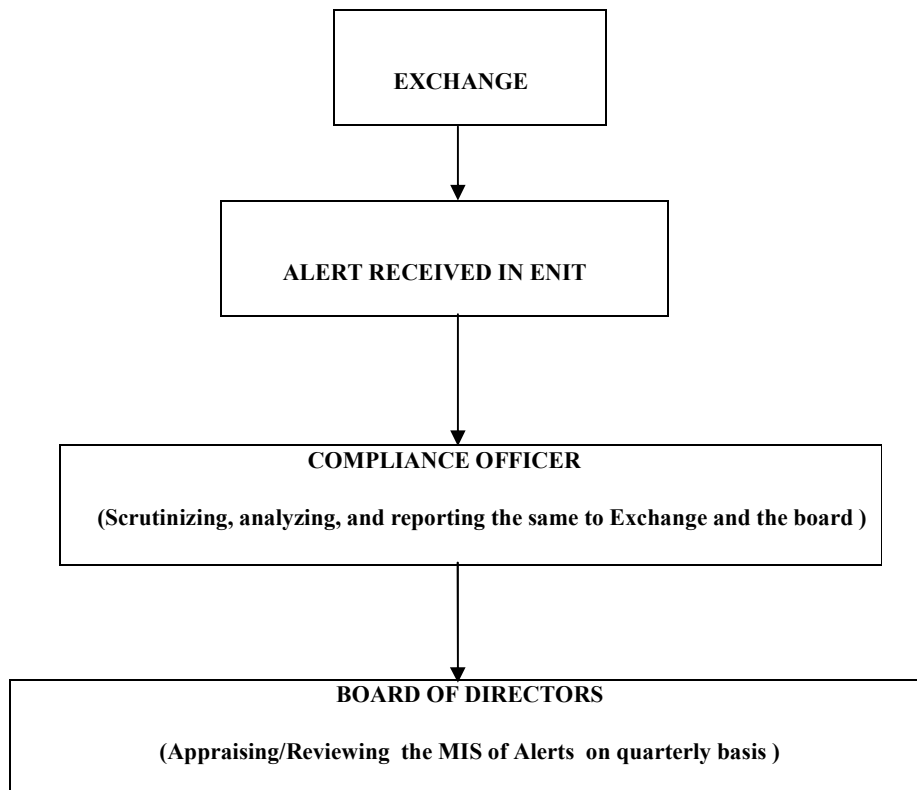 EXCHANGE
ALERT RECEIVED IN ENIT
COMPLIANCE OFFICER
(Scrutinizing, analyzing, and reporting the same to Exchange and the board )
BOARD OF DIRECTORS
(Appraising/Reviewing the MIS of Alerts on quarterly basis )